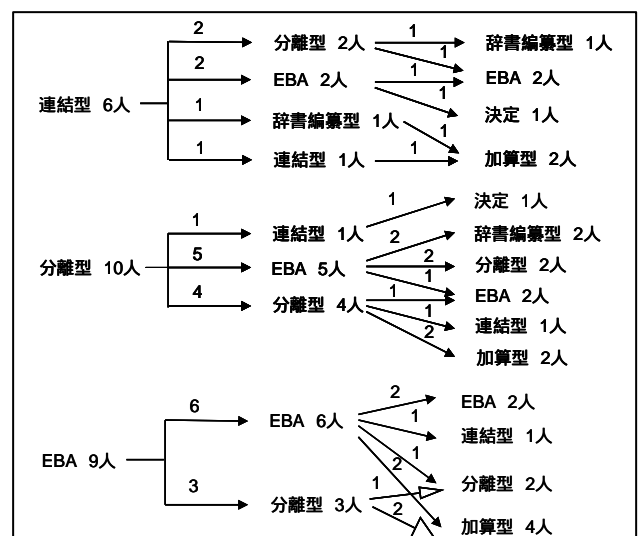 連結型 6人
2
分離型 2人
1
辞書編纂型 1人
1
2
EBA 2人
1
EBA 2人
1
決定 1人
1
辞書編纂型 1人
1
1
連結型 1人
1
加算型 2人
分離型 10人
1
連結型 1人
1
決定 1人
5
EBA 5人
2
辞書編纂型 2人
2
分離型 2人
1
4
分離型 4人
1
EBA 2人
1
連結型 1人
2
加算型 2人
EBA 9人
6
EBA 6人
2
EBA 2人
1
連結型 1人
1
2
3
分離型 3人
1
分離型 2人
2
加算型 4人